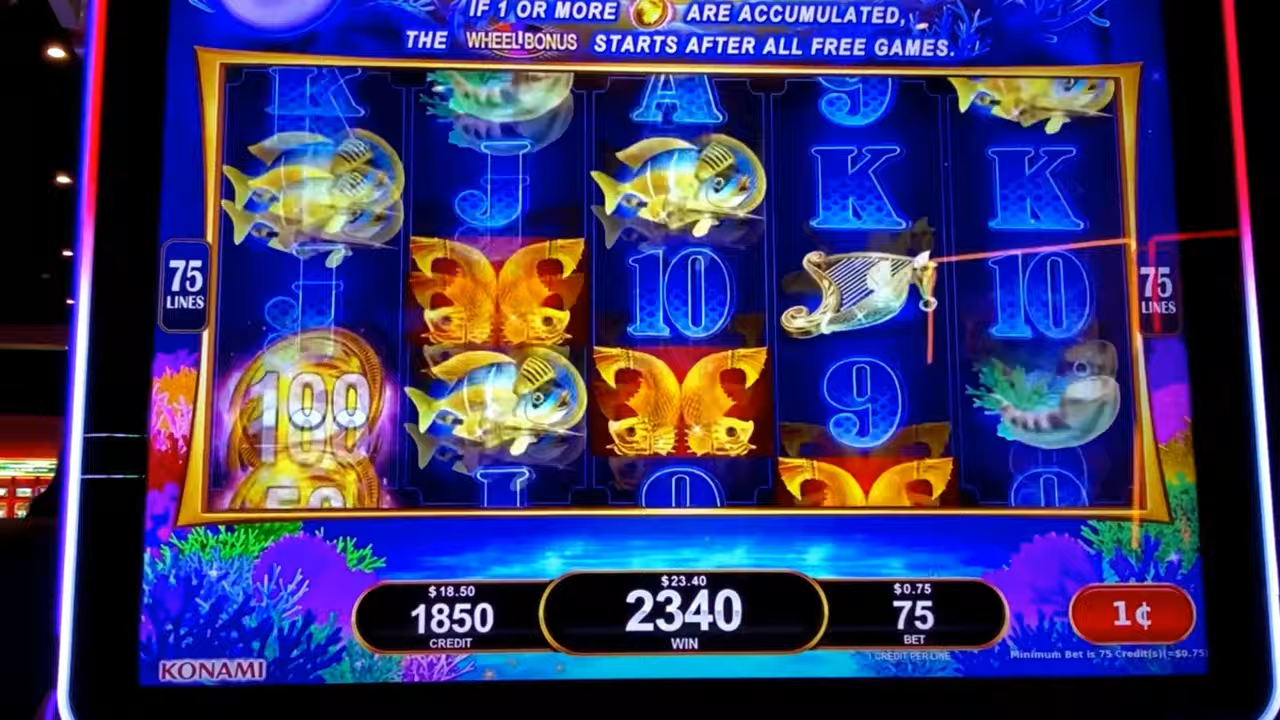 IF 1 OR MORE ARE ACCUMULATED,
THE WHEEL BONUS STARTS AFTER ALL FREE GAMES.
K A 9
J K K
10 10
J
100
9
50
J
75
LINES
75
LINES
$18.50
1850
CREDIT
$23.40
2340
WIN
$0.75
75
BET
1 CREDIT PER LINE
1¢
Minimum Bet is 75 Credit(s)(=$0.75)
KONAMI